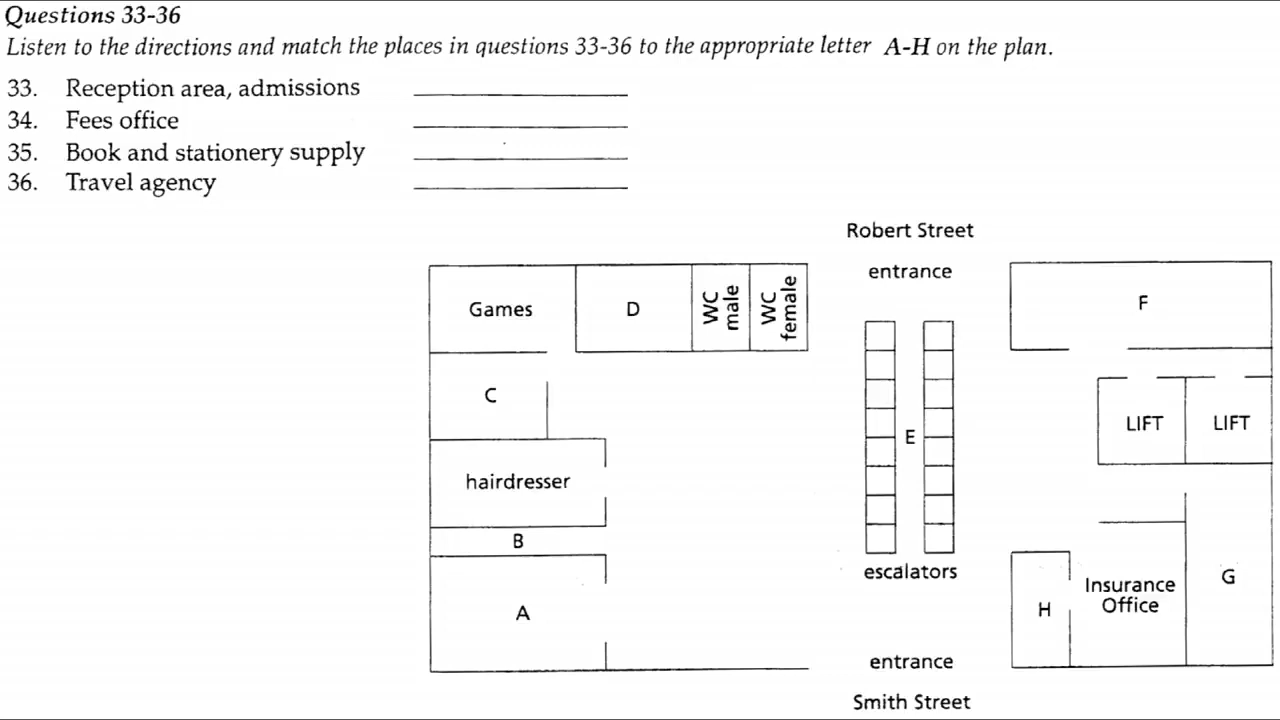 Questions 33-36
Listen to the directions and match the places in questions 33-36 to the appropriate letter A-H on the plan.
33. Reception area, admissions
34. Fees office
35. Book and stationery supply
36. Travel agency
Robert Street
entrance
Games
D
WC male
WC female
F
C
E
LIFT
LIFT
hairdresser
B
escalators
A
H
Insurance
Office
G
entrance
Smith Street